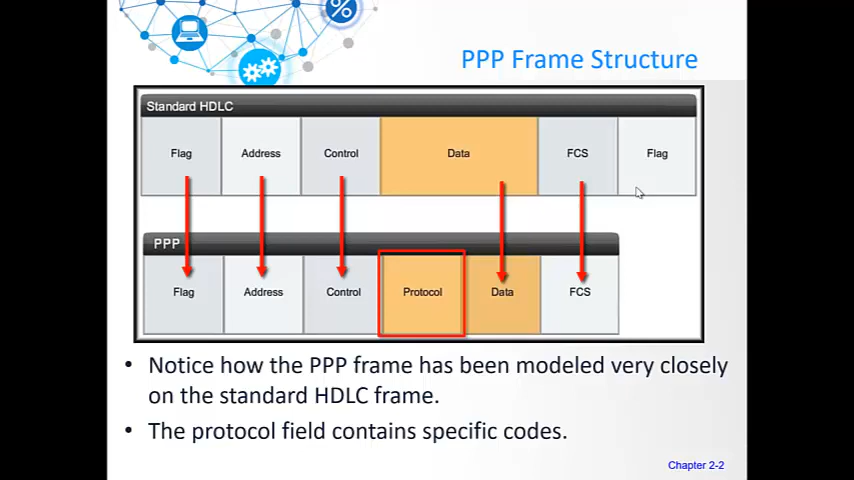 PPP Frame Structure
Standard HDLC
Flag Address Control Data FCS Flag
PPP
Flag Address Control Protocol Data FCS
• Notice how the PPP frame has been modeled very closely
on the standard HDLC frame.
• The protocol field contains specific codes.
Chapter 2-2